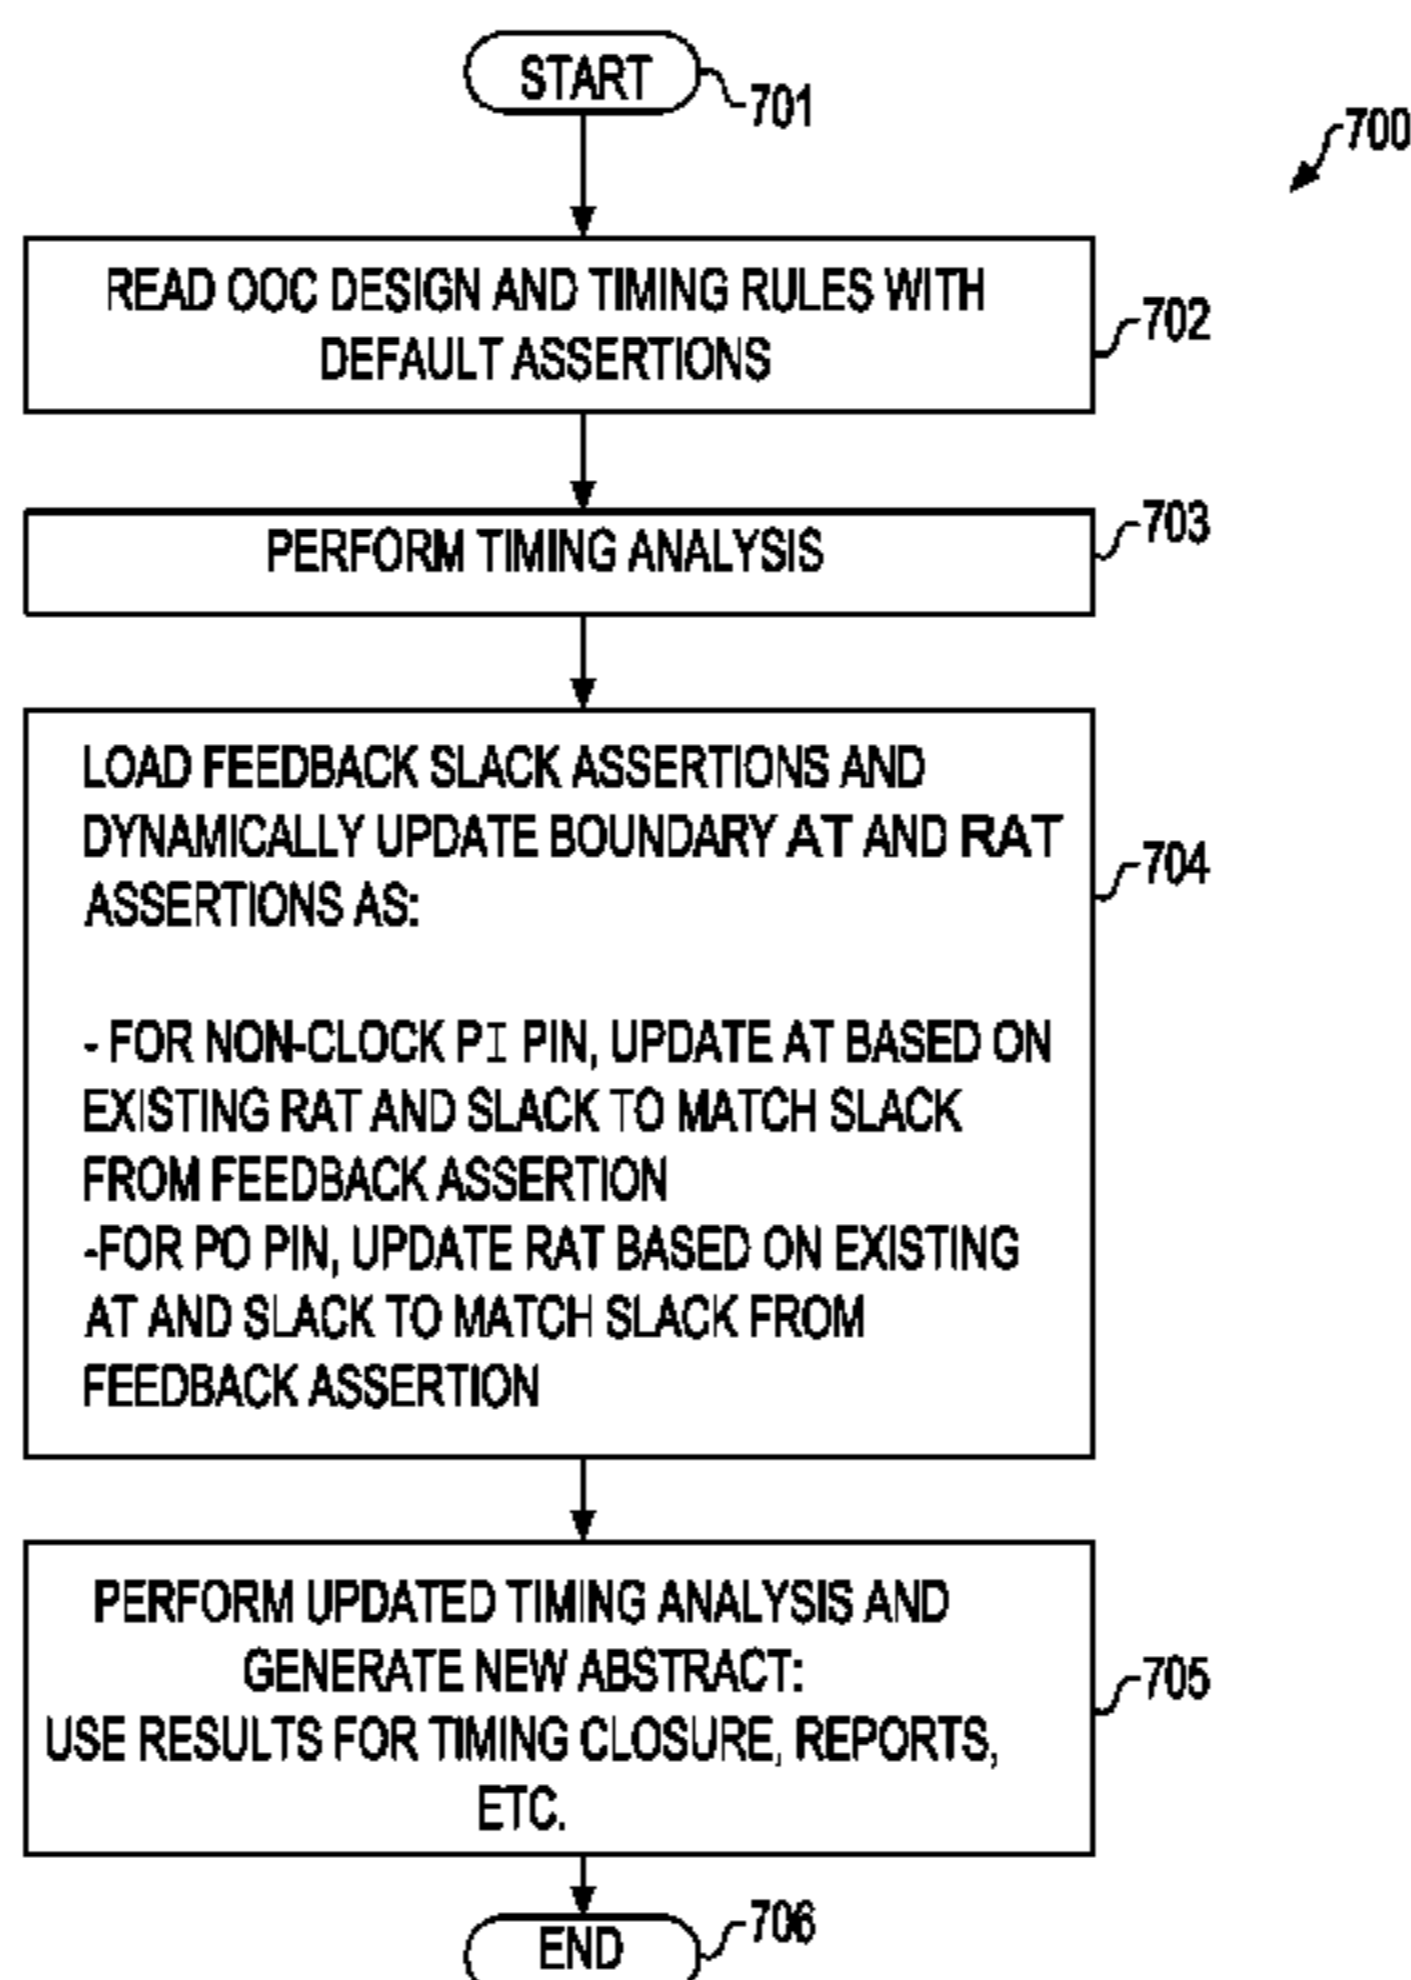 START
701
700
READ OOC DESIGN AND TIMING RULES WITH
DEFAULT ASSERTIONS
702
PERFORM TIMING ANALYSIS
703
LOAD FEEDBACK SLACK ASSERTIONS AND
DYNAMICALLY UPDATE BOUNDARY AT AND RAT
ASSERTIONS AS:
704
- FOR NON-CLOCK PI PIN, UPDATE AT BASED ON
EXISTING RAT AND SLACK TO MATCH SLACK
FROM FEEDBACK ASSERTION
-FOR PO PIN, UPDATE RAT BASED ON EXISTING
AT AND SLACK TO MATCH SLACK FROM
FEEDBACK ASSERTION
PERFORM UPDATED TIMING ANALYSIS AND
GENERATE NEW ABSTRACT:
USE RESULTS FOR TIMING CLOSURE, REPORTS,
ETC.
705
END
706